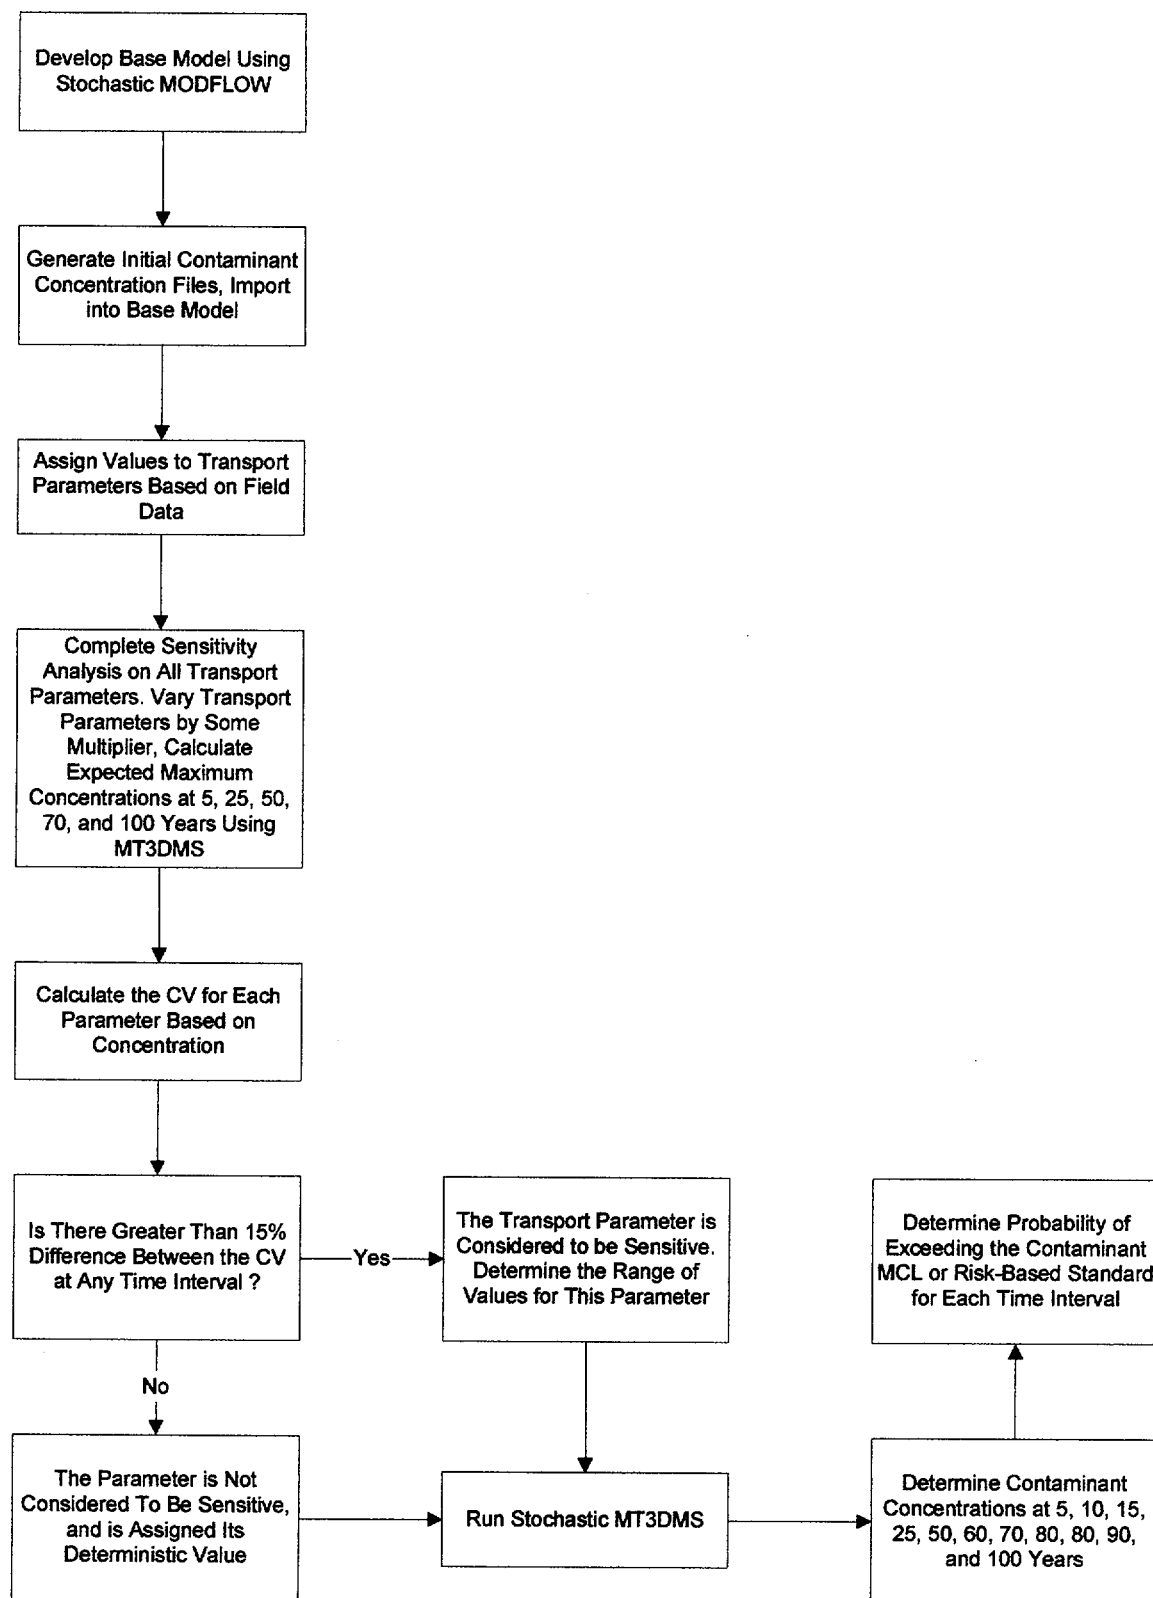 Develop Base Model Using
Stochastic MODFLOW
Generate Initial Contaminant
Concentration Files, Import
into Base Model
Assign Values to Transport
Parameters Based on Field
Data
Complete Sensitivity
Analysis on All Transport
Parameters. Vary Transport
Parameters by Some
Multiplier, Calculate
Expected Maximum
Concentrations at 5, 25, 50,
70, and 100 Years Using
MT3DMS
Calculate the CV for Each
Parameter Based on
Concentration
Is There Greater Than 15%
Difference Between the CV
at Any Time Interval ?
Yes
The Transport Parameter is
Considered to be Sensitive.
Determine the Range of
Values for This Parameter
Determine Probability of
Exceeding the Contaminant
MCL or Risk-Based Standard
for Each Time Interval
No
The Parameter is Not
Considered To Be Sensitive,
and is Assigned Its
Deterministic Value
Run Stochastic MT3DMS
Determine Contaminant
Concentrations at 5, 10, 15,
25, 50, 60, 70, 80, 80, 90,
and 100 Years